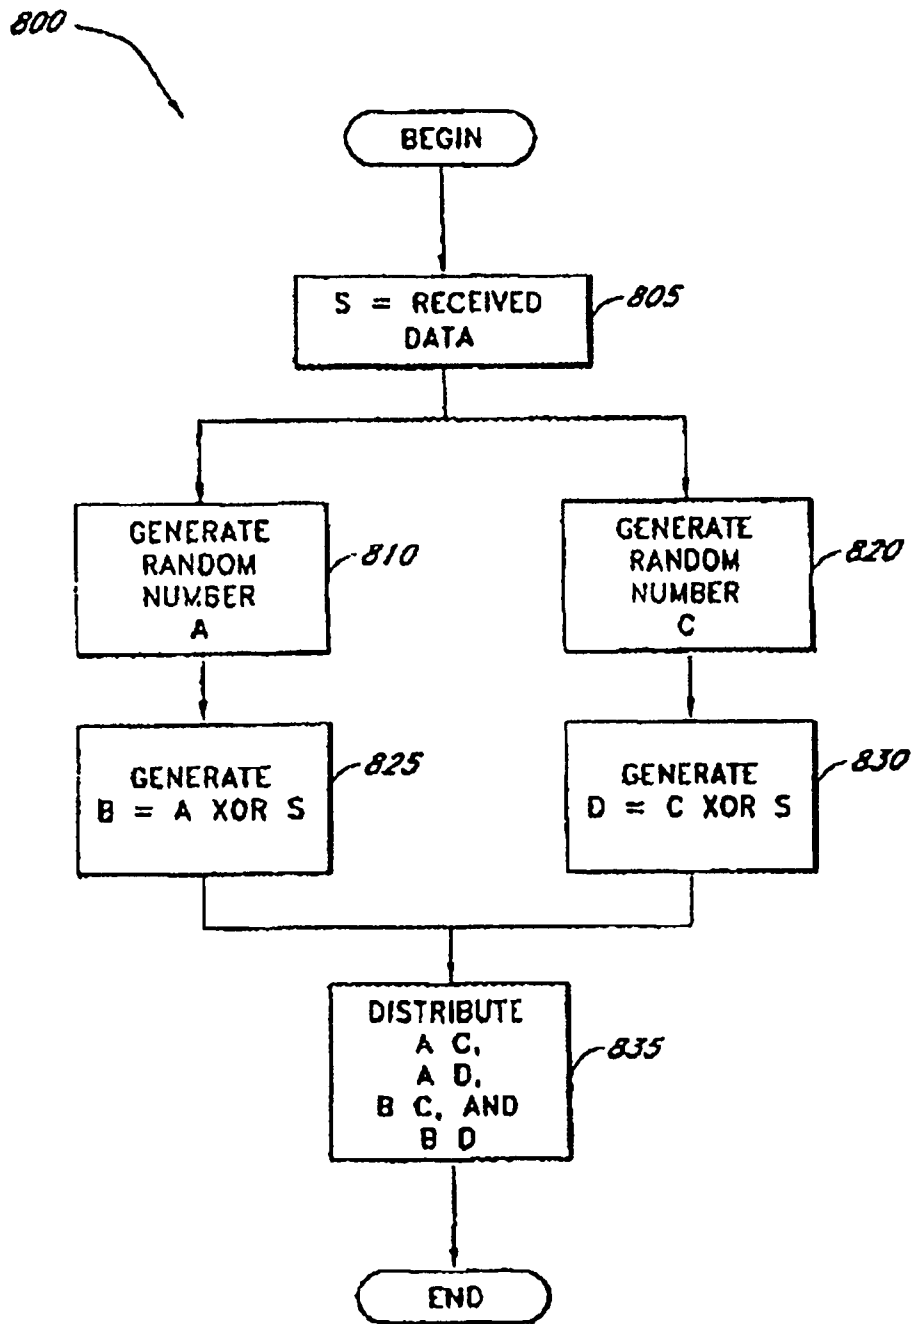 800
BEGIN
S = RECEIVED
DATA
805
GENERATE
RANDOM
NUMBER
A
810
GENERATE
RANDOM
NUMBER
C
820
GENERATE
B = A XOR S
825
GENERATE
D = C XOR S
830
DISTRIBUTE
A C,
A D,
B C, AND
B D
835
END